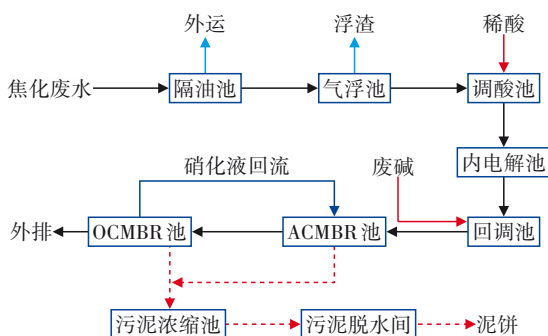 外运
浮渣
稀酸
焦化废水
隔油池
气浮池
调酸池
内电解池
硝化液回流
废碱
外排
OCMBR池
ACMBR池
回调池
污泥浓缩池
污泥脱水间
泥饼